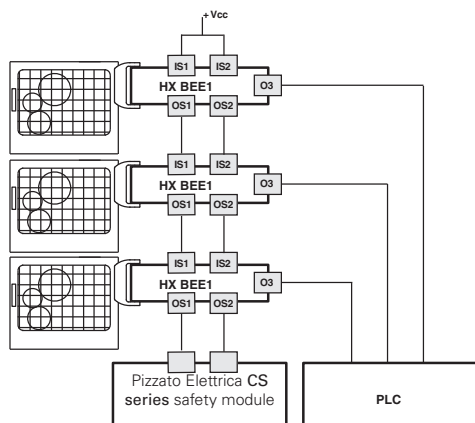 +Vcc
IS1 IS2
HX BEE1 O3
OS1 OS2
IS1 IS2
HX BEE1 O3
OS1 OS2
IS1 IS2
HX BEE1 O3
OS1 OS2
Pizzato Elettrica CS
series safety module
PLC